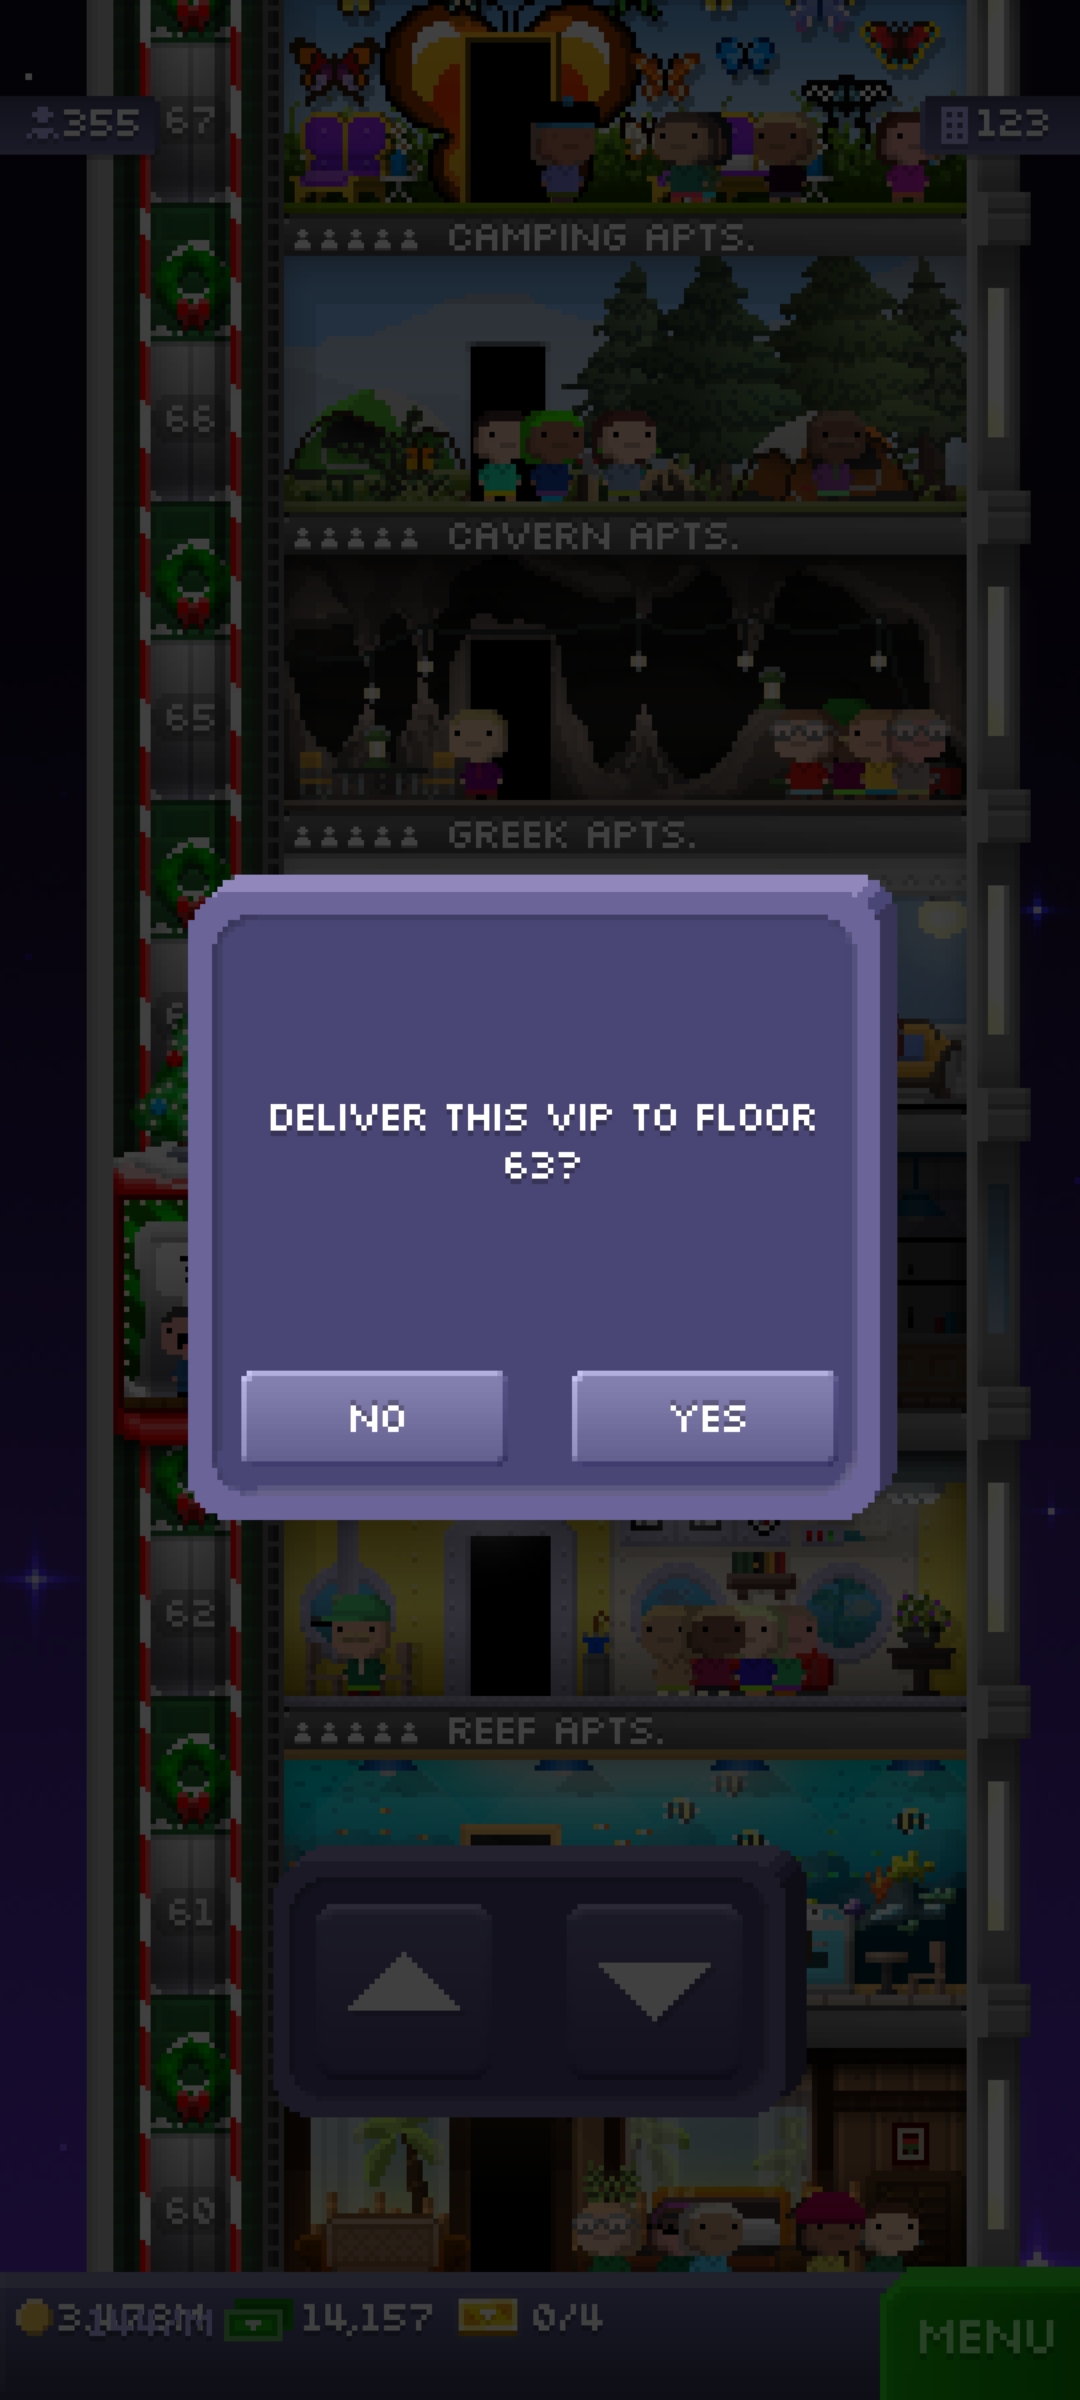 355
67
123
CAMPING APTS.
66
CAVERN APTS.
65
GREEK APTS.
DELIVER THIS VIP TO FLOOR
63?
NO
YES
62
REEF APTS.
61
60
14,157
0/4
MENU